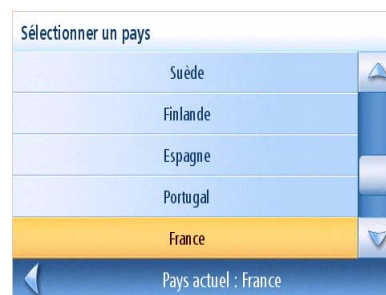 Sélectionner un pays
Suède
Finlande
Espagne
Portugal
France
Pays actuel : France